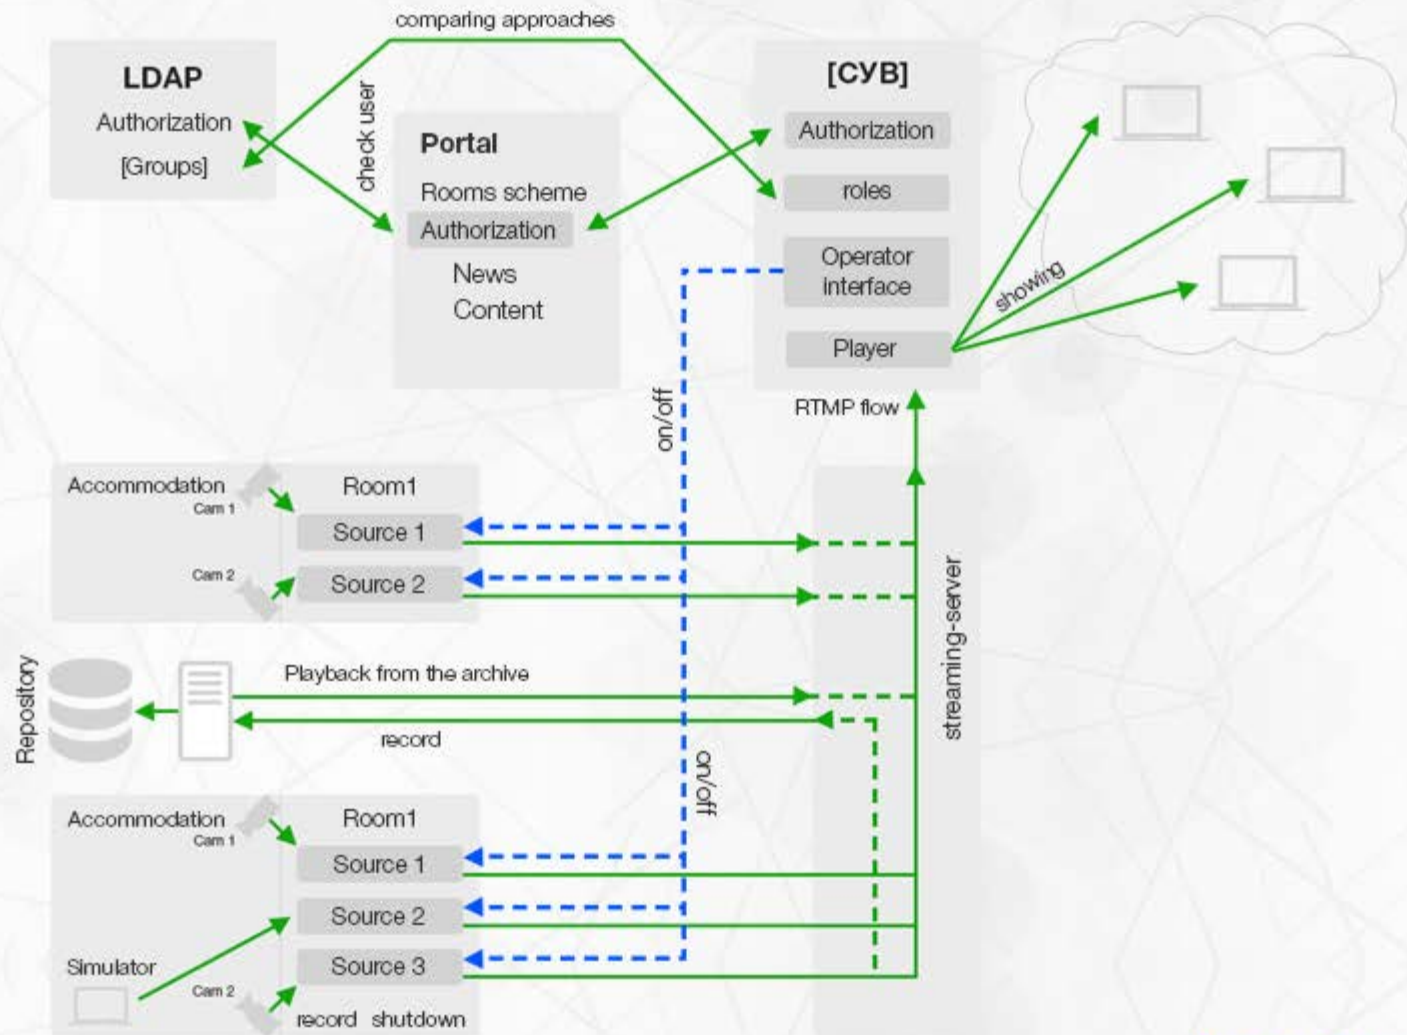 comparing approaches
LDAP
Authorization
[Groups]
check user
Portal
Rooms scheme
Authorization
News
Content
[СУВ]
Authorization
roles
Operator
interface
Player
showing
RTMP flow
on/off
Accommodation
Cam 1
Room1
Source 1
Cam 2
Source 2
streaming-server
Repository
Playback from the archive
record
on/off
Accommodation
Cam 1
Room1
Source 1
Source 2
Simulator
Source 3
Cam 2
record shutdown